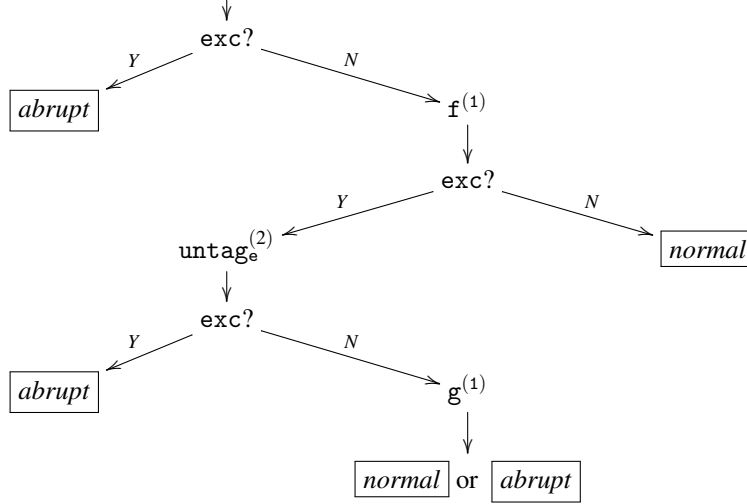 exc?
Y N
abrupt f⁽¹⁾
exc?
Y N
untagₑ⁽²⁾ normal
exc?
Y N
abrupt g⁽¹⁾
normal or abrupt